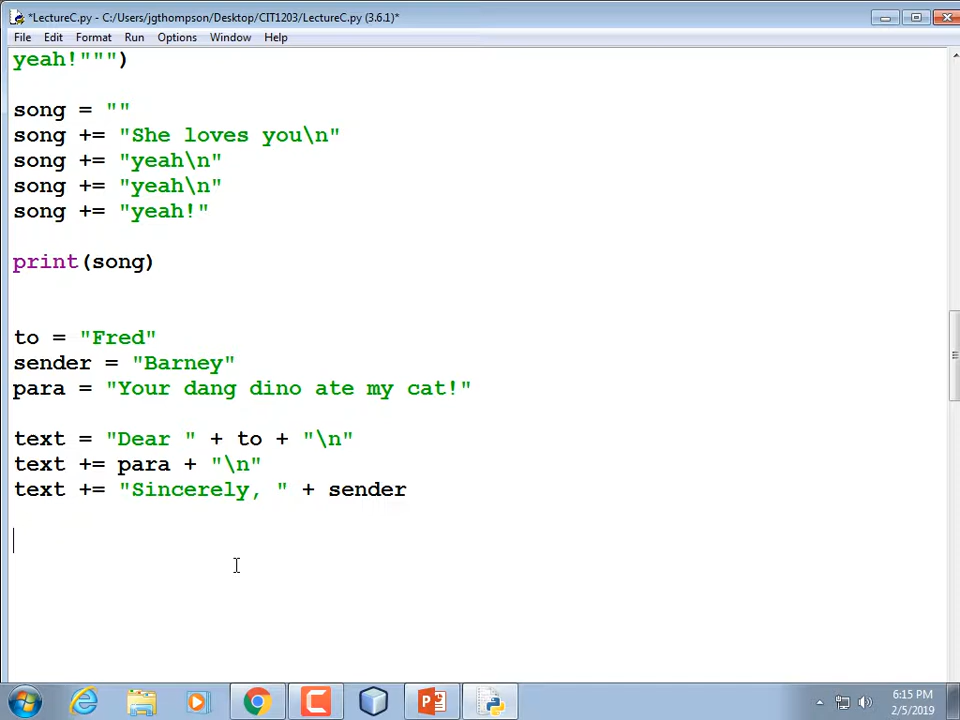 *LectureC.py - C:/Users/jgthompson/Desktop/CIT1203/LectureC.py (3.6.1)*
File Edit Format Run Options Window Help
yeah!""")
song = ""
song += "She loves you\n"
song += "yeah\n"
song += "yeah\n"
song += "yeah!"
print(song)
to = "Fred"
sender = "Barney"
para = "Your dang dino ate my cat!"
text = "Dear " + to + "\n"
text += para + "\n"
text += "Sincerely, " + sender
6:15 PM
2/5/2019